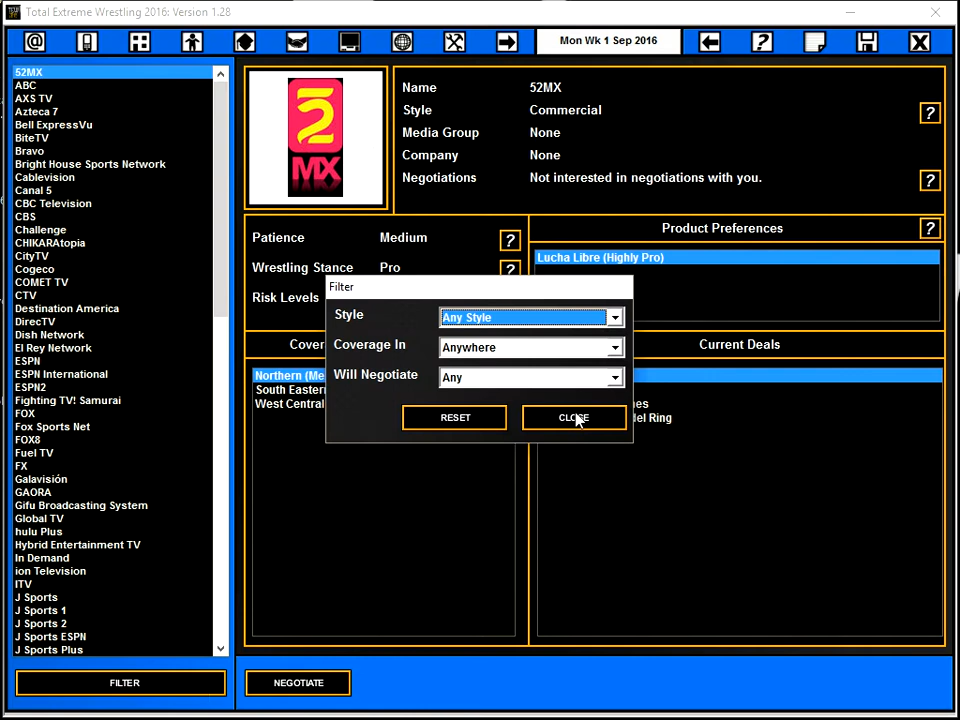 Total Extreme Wrestling 2016: Version 1.28
Mon Wk 1 Sep 2016
52MX
ABC
AXS TV
Azteca 7
Bell ExpressVu
BiteTV
Bravo
Bright House Sports Network
Cablevision
Canal 5
CBC Television
CBS
Challenge
CHIKARAtopia
CityTV
Cogeco
COMET TV
CTV
Destination America
DirecTV
Dish Network
El Rey Network
ESPN
ESPN International
ESPN2
Fighting TV! Samurai
FOX
Fox Sports Net
FOX8
Fuel TV
FX
Galavisión
GAORA
Gifu Broadcasting System
Global TV
hulu Plus
Hybrid Entertainment TV
In Demand
ion Television
ITV
J Sports
J Sports 1
J Sports 2
J Sports ESPN
J Sports Plus
FILTER
MX
Name 52MX
Style Commercial
Media Group None
Company None
Negotiations Not interested in negotiations with you.
Patience Medium
Wrestling Stance Pro
Risk Levels
Product Preferences
Lucha Libre (Highly Pro)
Filter
Style Any Style
Coverage In Anywhere
Will Negotiate Any
RESET CLOSE
Cover
Northern (Me
South Eastern
West Central
Current Deals
del Ring
NEGOTIATE